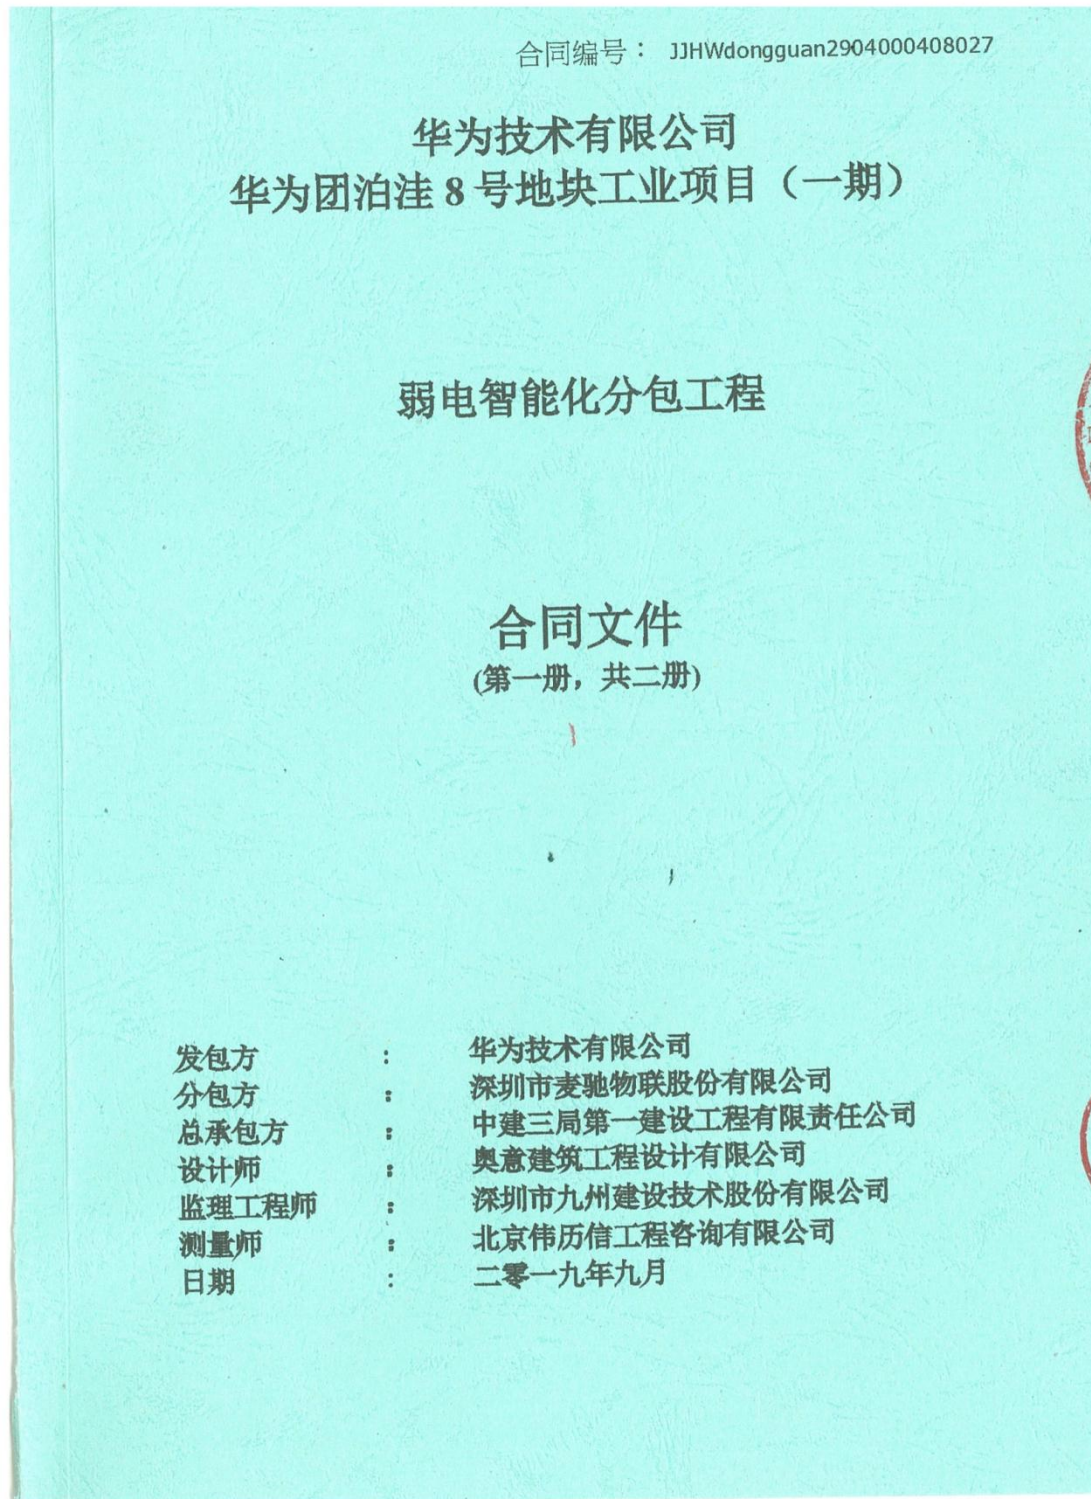 合同编号： JJHWdongguan2904000408027
华为技术有限公司
华为团泊洼 8 号地块工业项目（一期）
弱电智能化分包工程
合同文件
(第一册，共二册)
发包方 : 华为技术有限公司
分包方 : 深圳市麦驰物联股份有限公司
总承包方 : 中建三局第一建设工程有限责任公司
设计师 : 奥意建筑工程设计有限公司
监理工程师 : 深圳市九州建设技术股份有限公司
测量师 : 北京伟历信工程咨询有限公司
日期 : 二零一九年九月